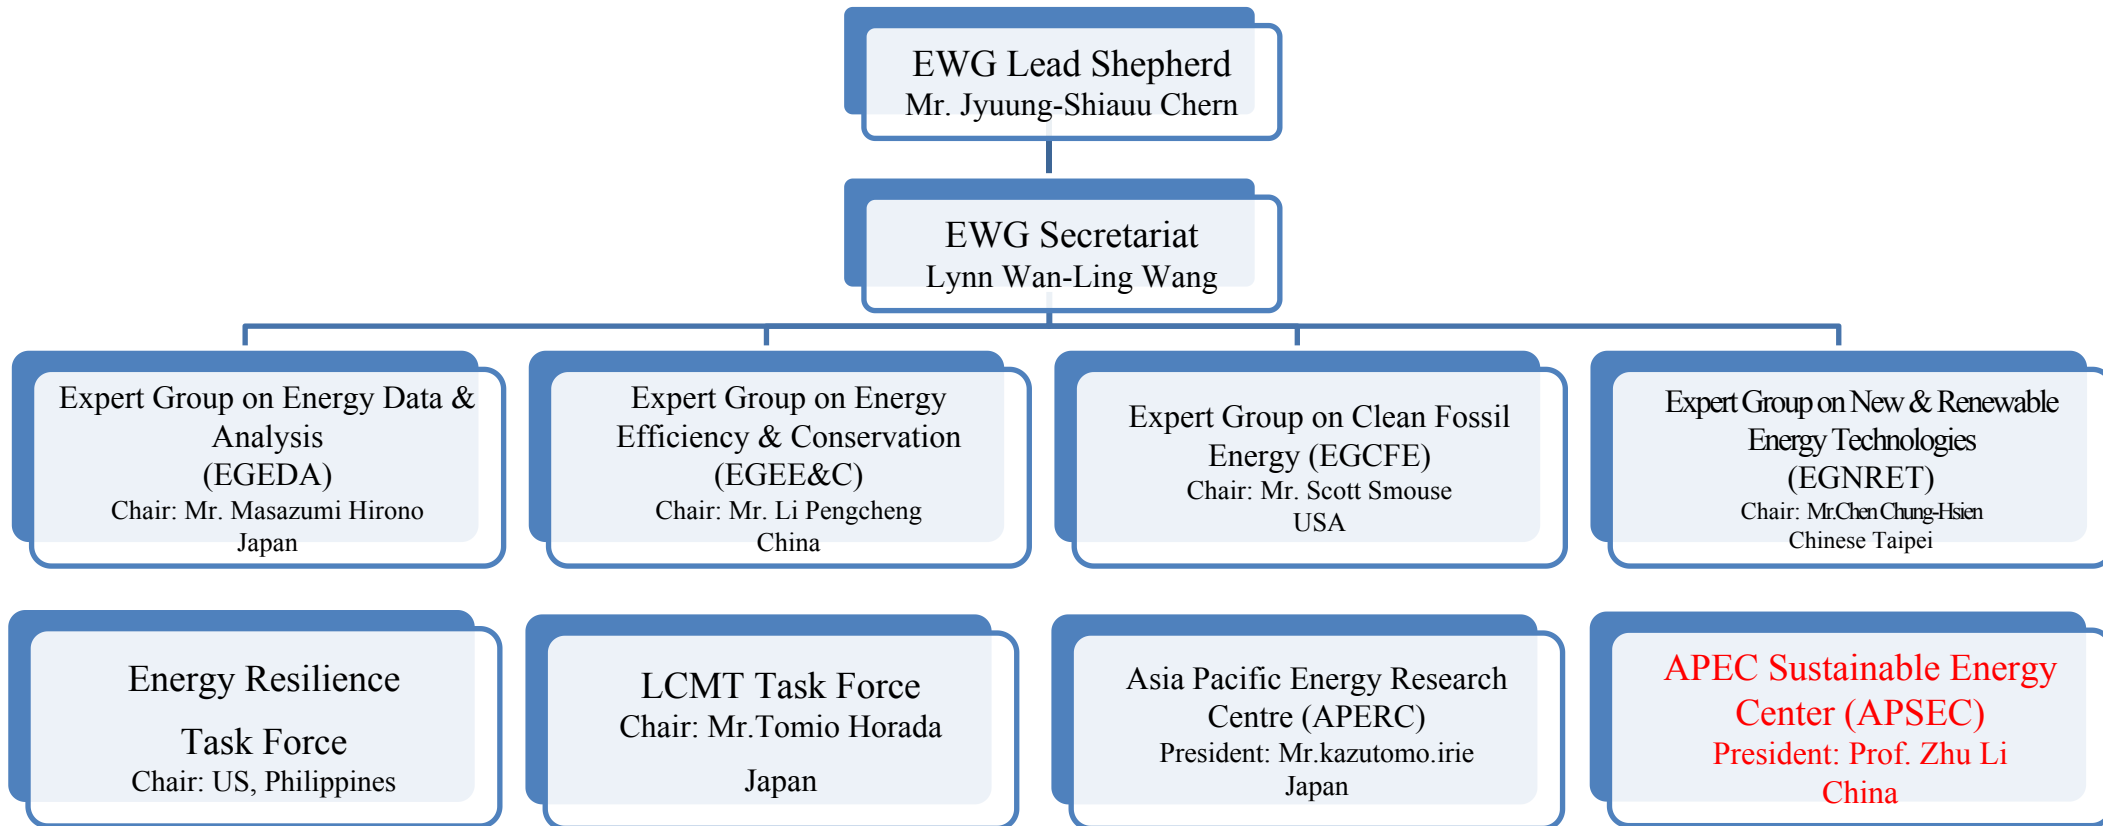 EWG Lead Shepherd
Mr. Jyuung-Shiauu Chern
EWG Secretariat
Lynn Wan-Ling Wang
Expert Group on Energy Data &
Analysis
(EGEDA)
Chair: Mr. Masazumi Hirono
Japan
Expert Group on Energy
Efficiency & Conservation
(EGEE&C)
Chair: Mr. Li Pengcheng
China
Expert Group on Clean Fossil
Energy (EGCFE)
Chair: Mr. Scott Smouse
USA
Expert Group on New & Renewable
Energy Technologies
(EGNRET)
Chair: Mr.Chen Chung-Hsien
Chinese Taipei
Energy Resilience
Task Force
Chair: US, Philippines
LCMT Task Force
Chair: Mr.Tomio Horada
Japan
Asia Pacific Energy Research
Centre (APERC)
President: Mr.kazutomo.irie
Japan
APEC Sustainable Energy
Center (APSEC)
President: Prof. Zhu Li
China